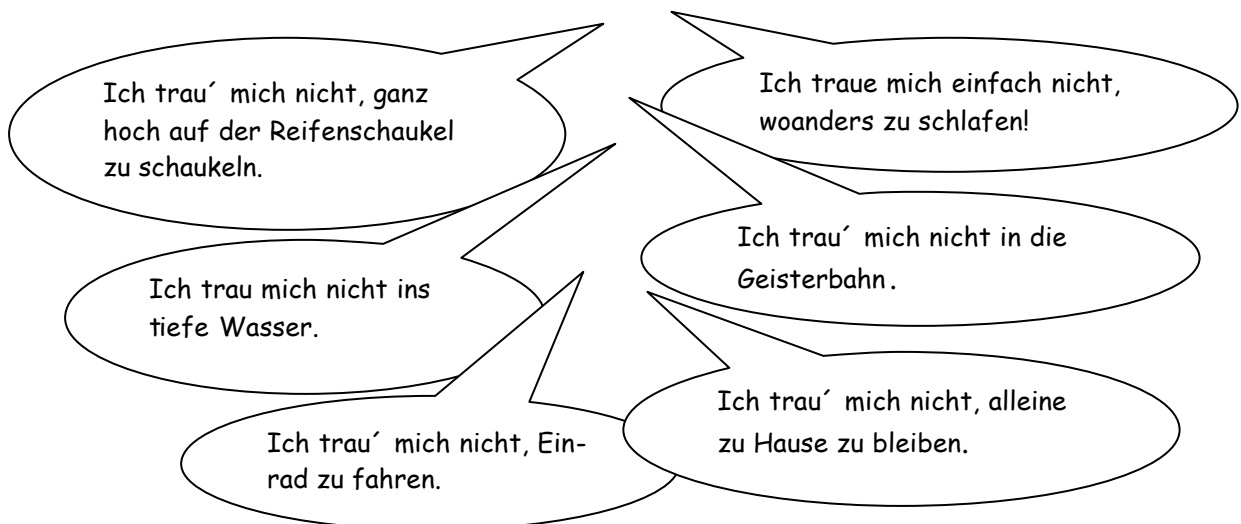 Ich trau´ mich nicht, ganz
hoch auf der Reifenschaukel
zu schaukeln.
Ich traue mich einfach nicht,
woanders zu schlafen!
Ich trau mich nicht ins
tiefe Wasser.
Ich trau´ mich nicht in die
Geisterbahn.
Ich trau´ mich nicht, Ein-
rad zu fahren.
Ich trau´ mich nicht, alleine
zu Hause zu bleiben.